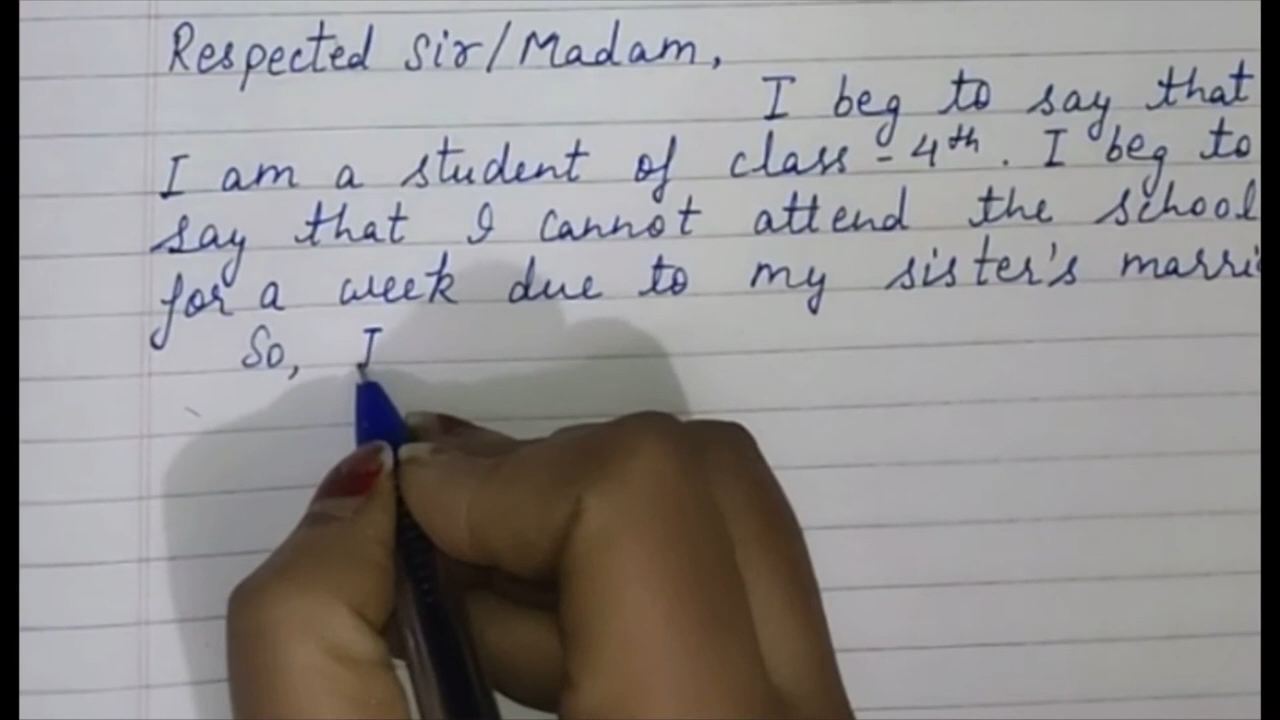 Respected Sir/Madam,
I beg to say that
I am a student of class - 4th. I beg to
say that I cannot attend the school
for a week due to my sister's marri
So, I